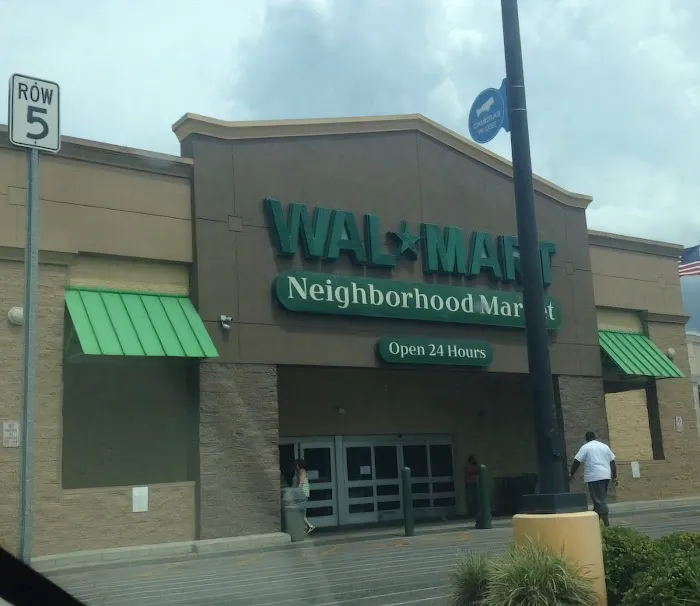 ROW
5
WAL★MART
Neighborhood Market
Open 24 Hours